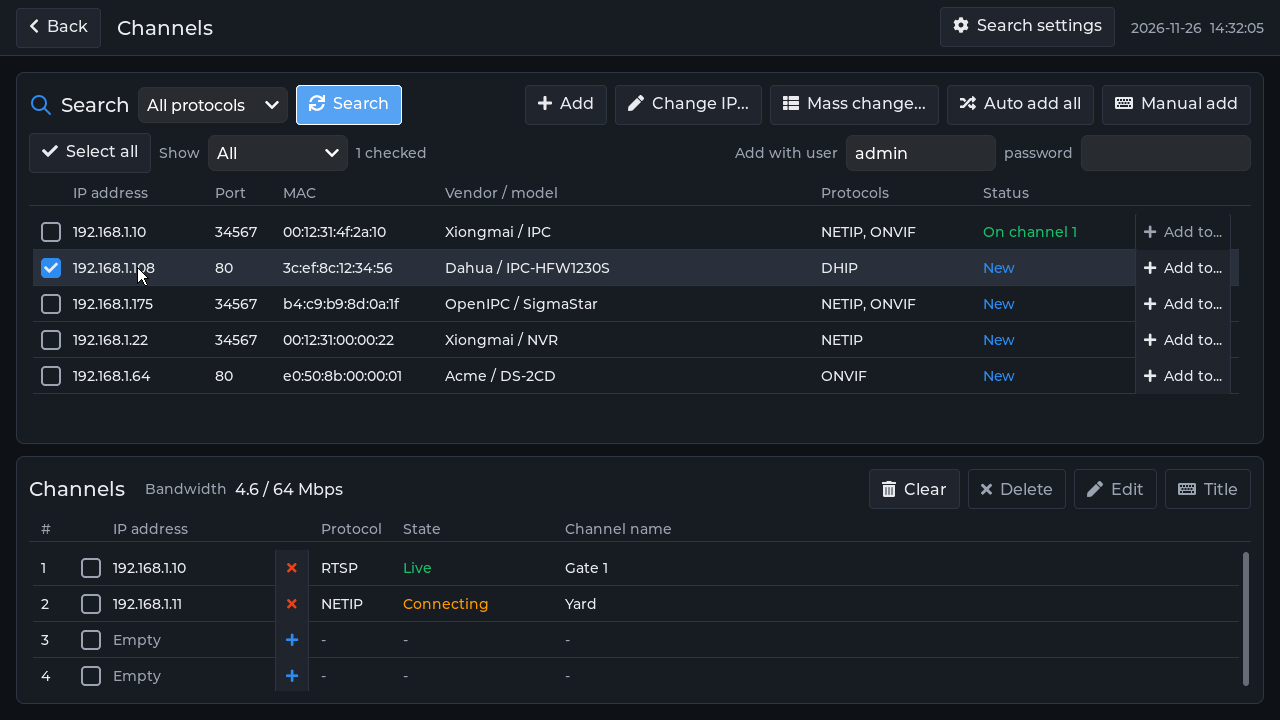 Back Channels Search settings 2026-11-26 14:32:05
Search All protocols Search Add Change IP... Mass change... Auto add all Manual add
Select all Show All 1 checked Add with user admin password
IP address Port MAC Vendor / model Protocols Status
192.168.1.10 34567 00:12:31:4f:2a:10 Xiongmai / IPC NETIP, ONVIF On channel 1 Add to...
192.168.1.108 80 3c:ef:8c:12:34:56 Dahua / IPC-HFW1230S DHIP New Add to...
192.168.1.175 34567 b4:c9:b9:8d:0a:1f OpenIPC / SigmaStar NETIP, ONVIF New Add to...
192.168.1.22 34567 00:12:31:00:00:22 Xiongmai / NVR NETIP New Add to...
192.168.1.64 80 e0:50:8b:00:00:01 Acme / DS-2CD ONVIF New Add to...
Channels Bandwidth 4.6 / 64 Mbps Clear Delete Edit Title
# IP address Protocol State Channel name
1 192.168.1.10 RTSP Live Gate 1
2 192.168.1.11 NETIP Connecting Yard
3 Empty - - -
4 Empty - - -